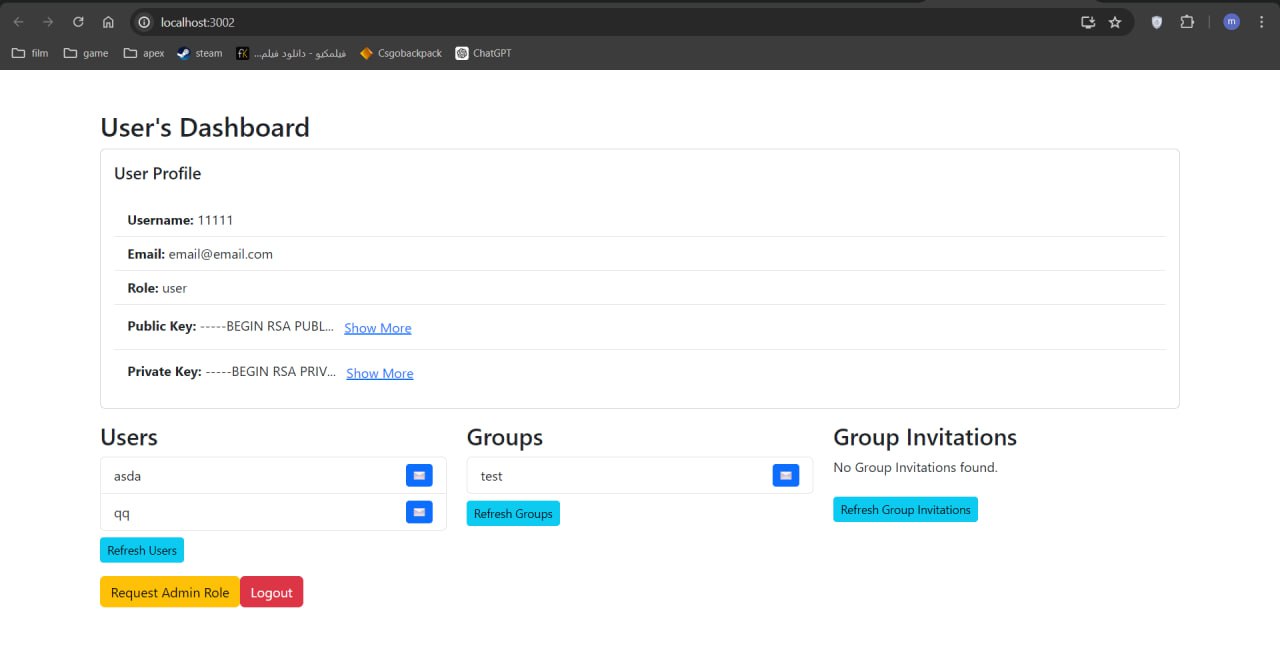 localhost:3002
m
film game apex steam fK فیلمکیو - دانلود فیلم... Csgobackpack ChatGPT
User's Dashboard
User Profile
Username: 11111
Email: email@email.com
Role: user
Public Key: -----BEGIN RSA PUBL... Show More
Private Key: -----BEGIN RSA PRIV... Show More
Users
asda
qq
Refresh Users
Groups
test
Refresh Groups
Group Invitations
No Group Invitations found.
Refresh Group Invitations
Request Admin Role
Logout